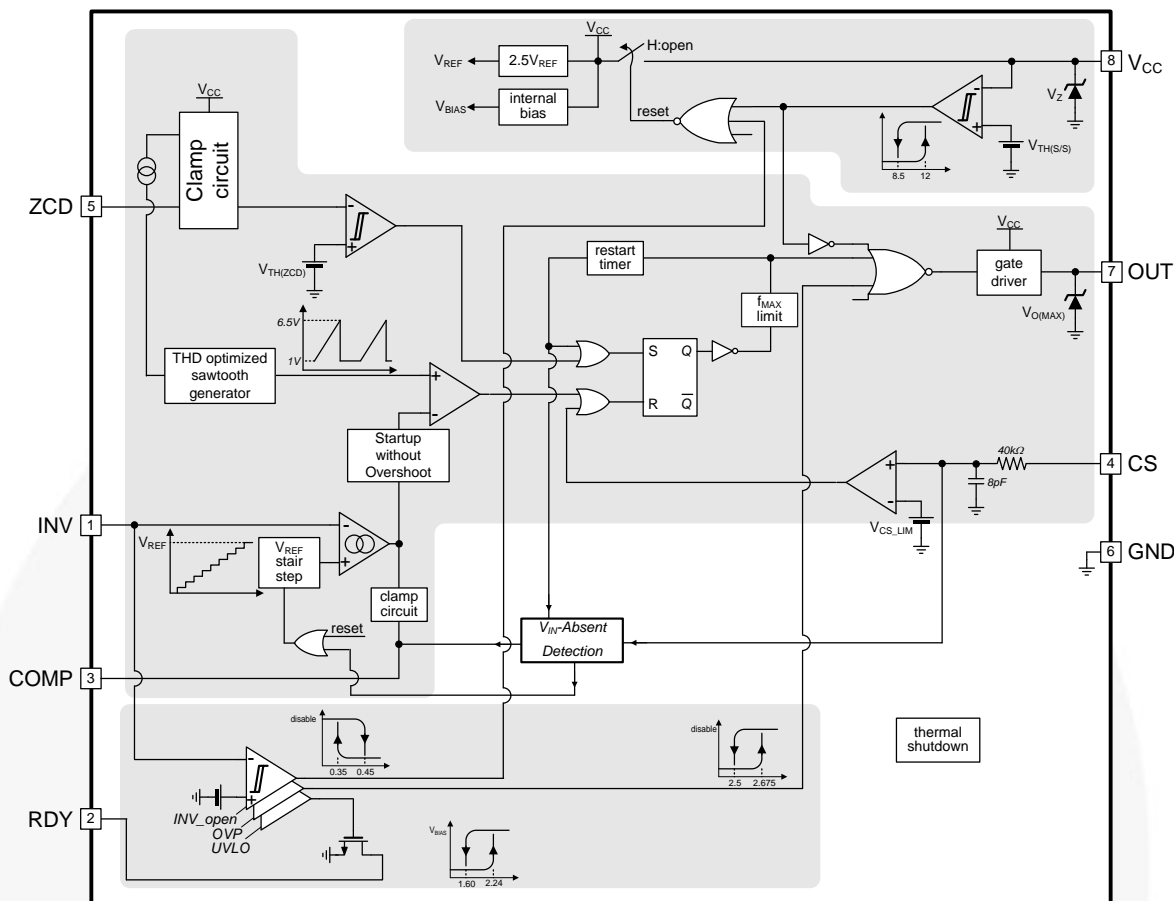 VCC
H:open
VREF
2.5VREF
8
VCC
VBIAS
internal
bias
reset
VZ
VTH(S/S)
8.5
12
VCC
Clamp
circuit
ZCD
5
VTH(ZCD)
restart
timer
VCC
gate
driver
7
OUT
VO(MAX)
fMAX
limit
6.5V
1V
THD optimized
sawtooth
generator
S
Q
R
Q
Startup
without
Overshoot
40kΩ
8pF
4
CS
VCS_LIM
INV
1
VREF
VREF
stair
step
clamp
circuit
6
GND
reset
VIN-Absent
Detection
COMP
3
disable
0.35
0.45
disable
2.5
2.675
thermal
shutdown
INV_open
OVP
UVLO
RDY
2
VBIAS
1.60
2.24